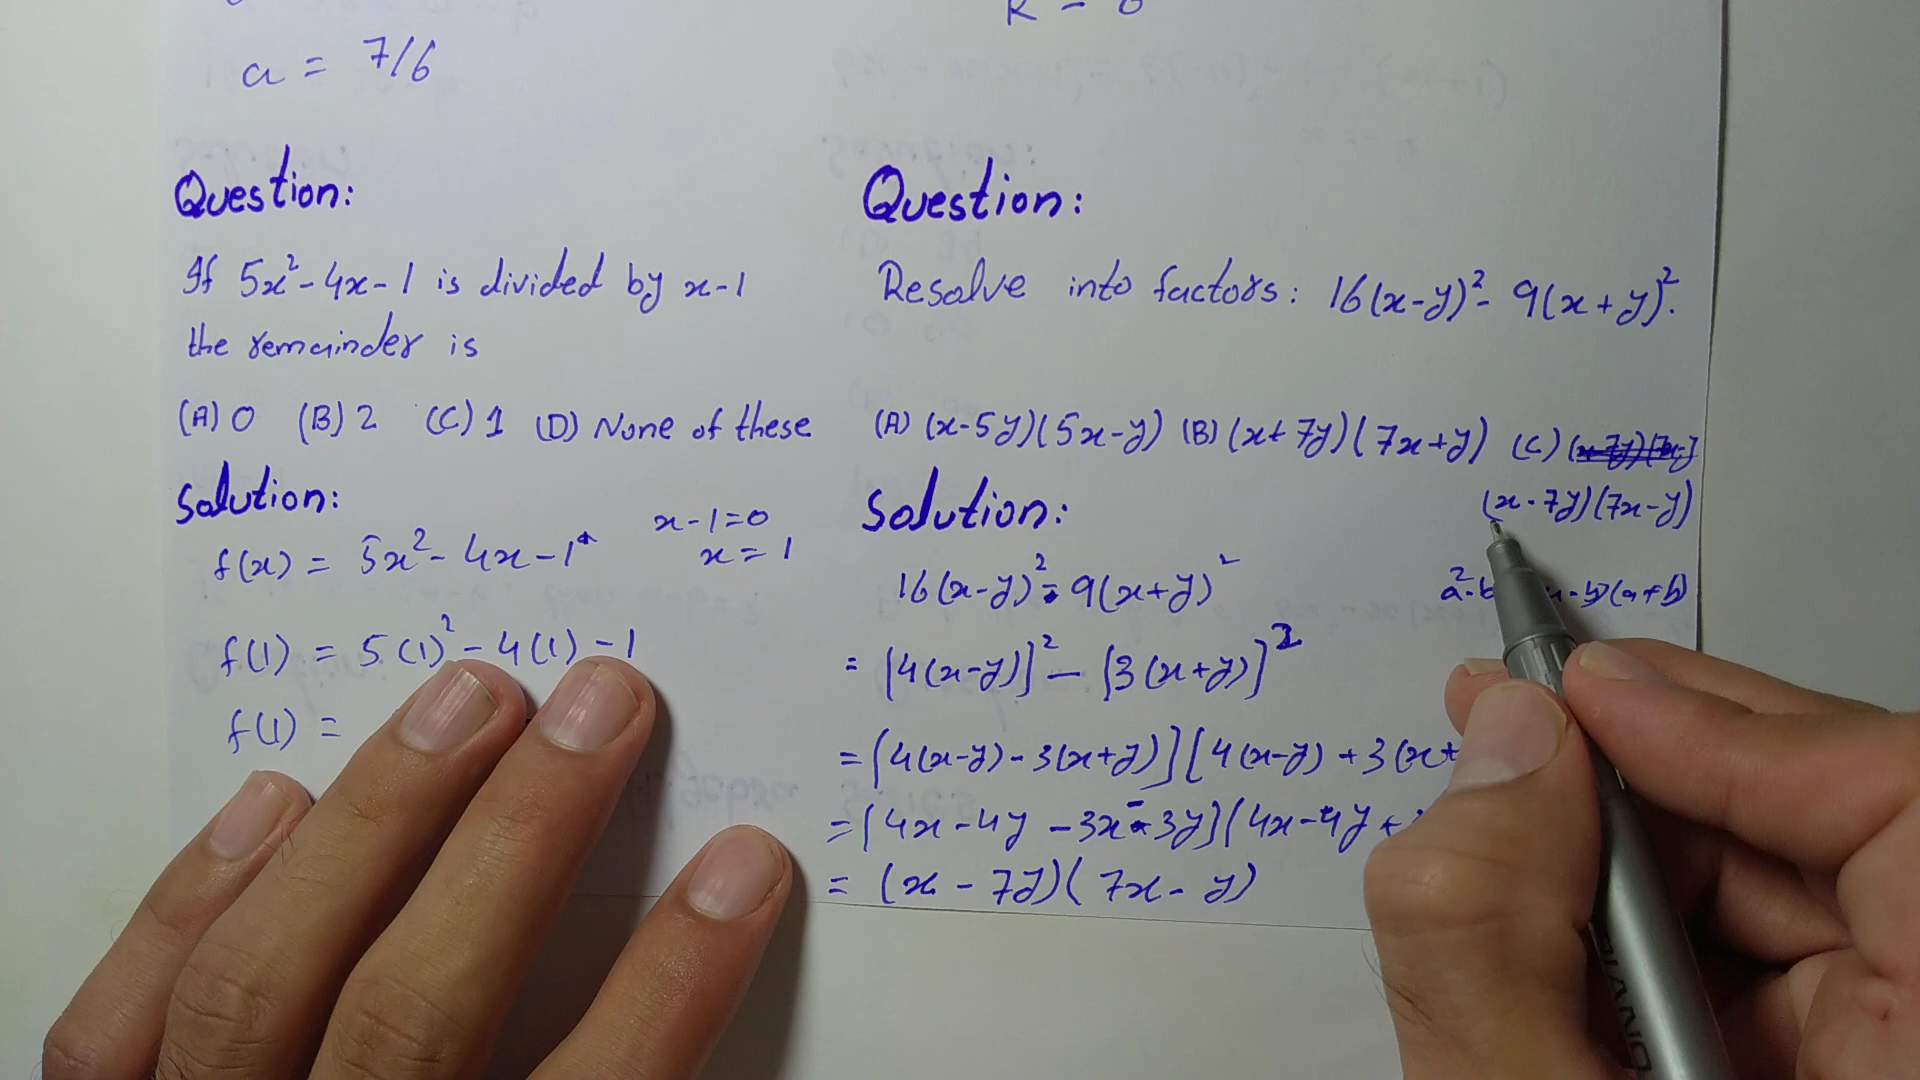 a = 7/6
Question:
If 5x² - 4x - 1 is divided by x-1
the remainder is
(A) 0 (B) 2 (C) 1 (D) None of these
Solution:
f(x) = 5x² - 4x - 1
x - 1 = 0
x = 1
f(1) = 5(1)² - 4(1) - 1
f(1) =
Question:
Resolve into factors: 16(x-y)² - 9(x+y)².
(A) (x-5y)(5x-y) (B) (x+7y)(7x+y) (C)
(x-7y)(7x-y)
Solution:
16(x-y)² - 9(x+y)²
= [4(x-y)]² - [3(x+y)]²
= [4(x-y) - 3(x+y)][4(x-y) + 3(x+
= [4x - 4y - 3x - 3y][4x - 4y +
= (x - 7y)(7x - y)